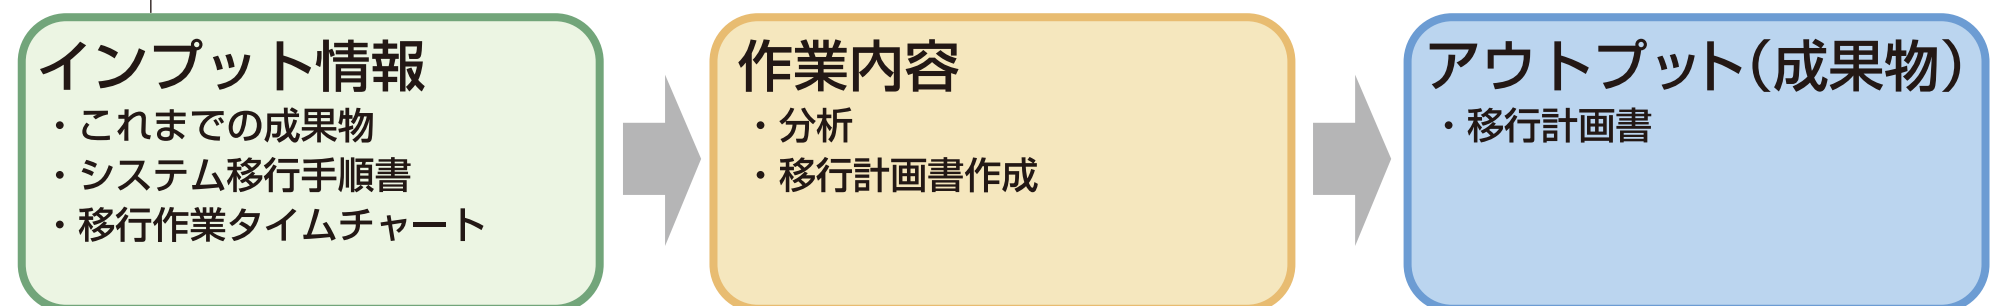 インプット情報
・これまでの成果物
・システム移行手順書
・移行作業タイムチャート
作業内容
・分析
・移行計画書作成
アウトプット(成果物)
・移行計画書